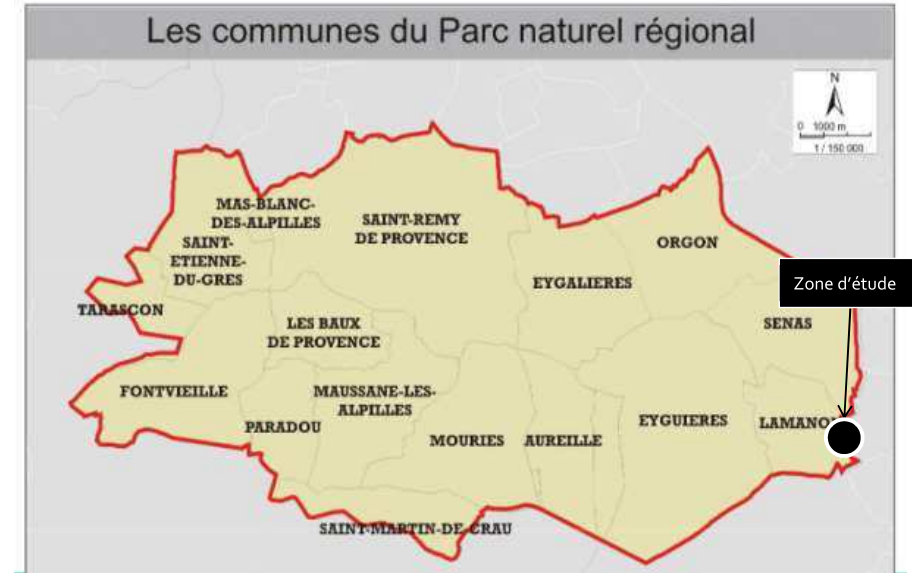 Les communes du Parc naturel régional
N
0 1000 m
1 / 150 000
MAS-BLANC-
DES-ALPILLES
SAINT-REMY
DE PROVENCE
SAINT-
ETIENNE-
DU-GRES
ORGON
EYGALIERES
Zone d'étude
TARASCON
LES BAUX
DE PROVENCE
SENAS
FONTVIEILLE
MAUSSANE-LES-
ALPILLES
PARADOU
MOURIES
AUREILLE
EYGUIERES
LAMANO
SAINT-MARTIN-DE-CRAU